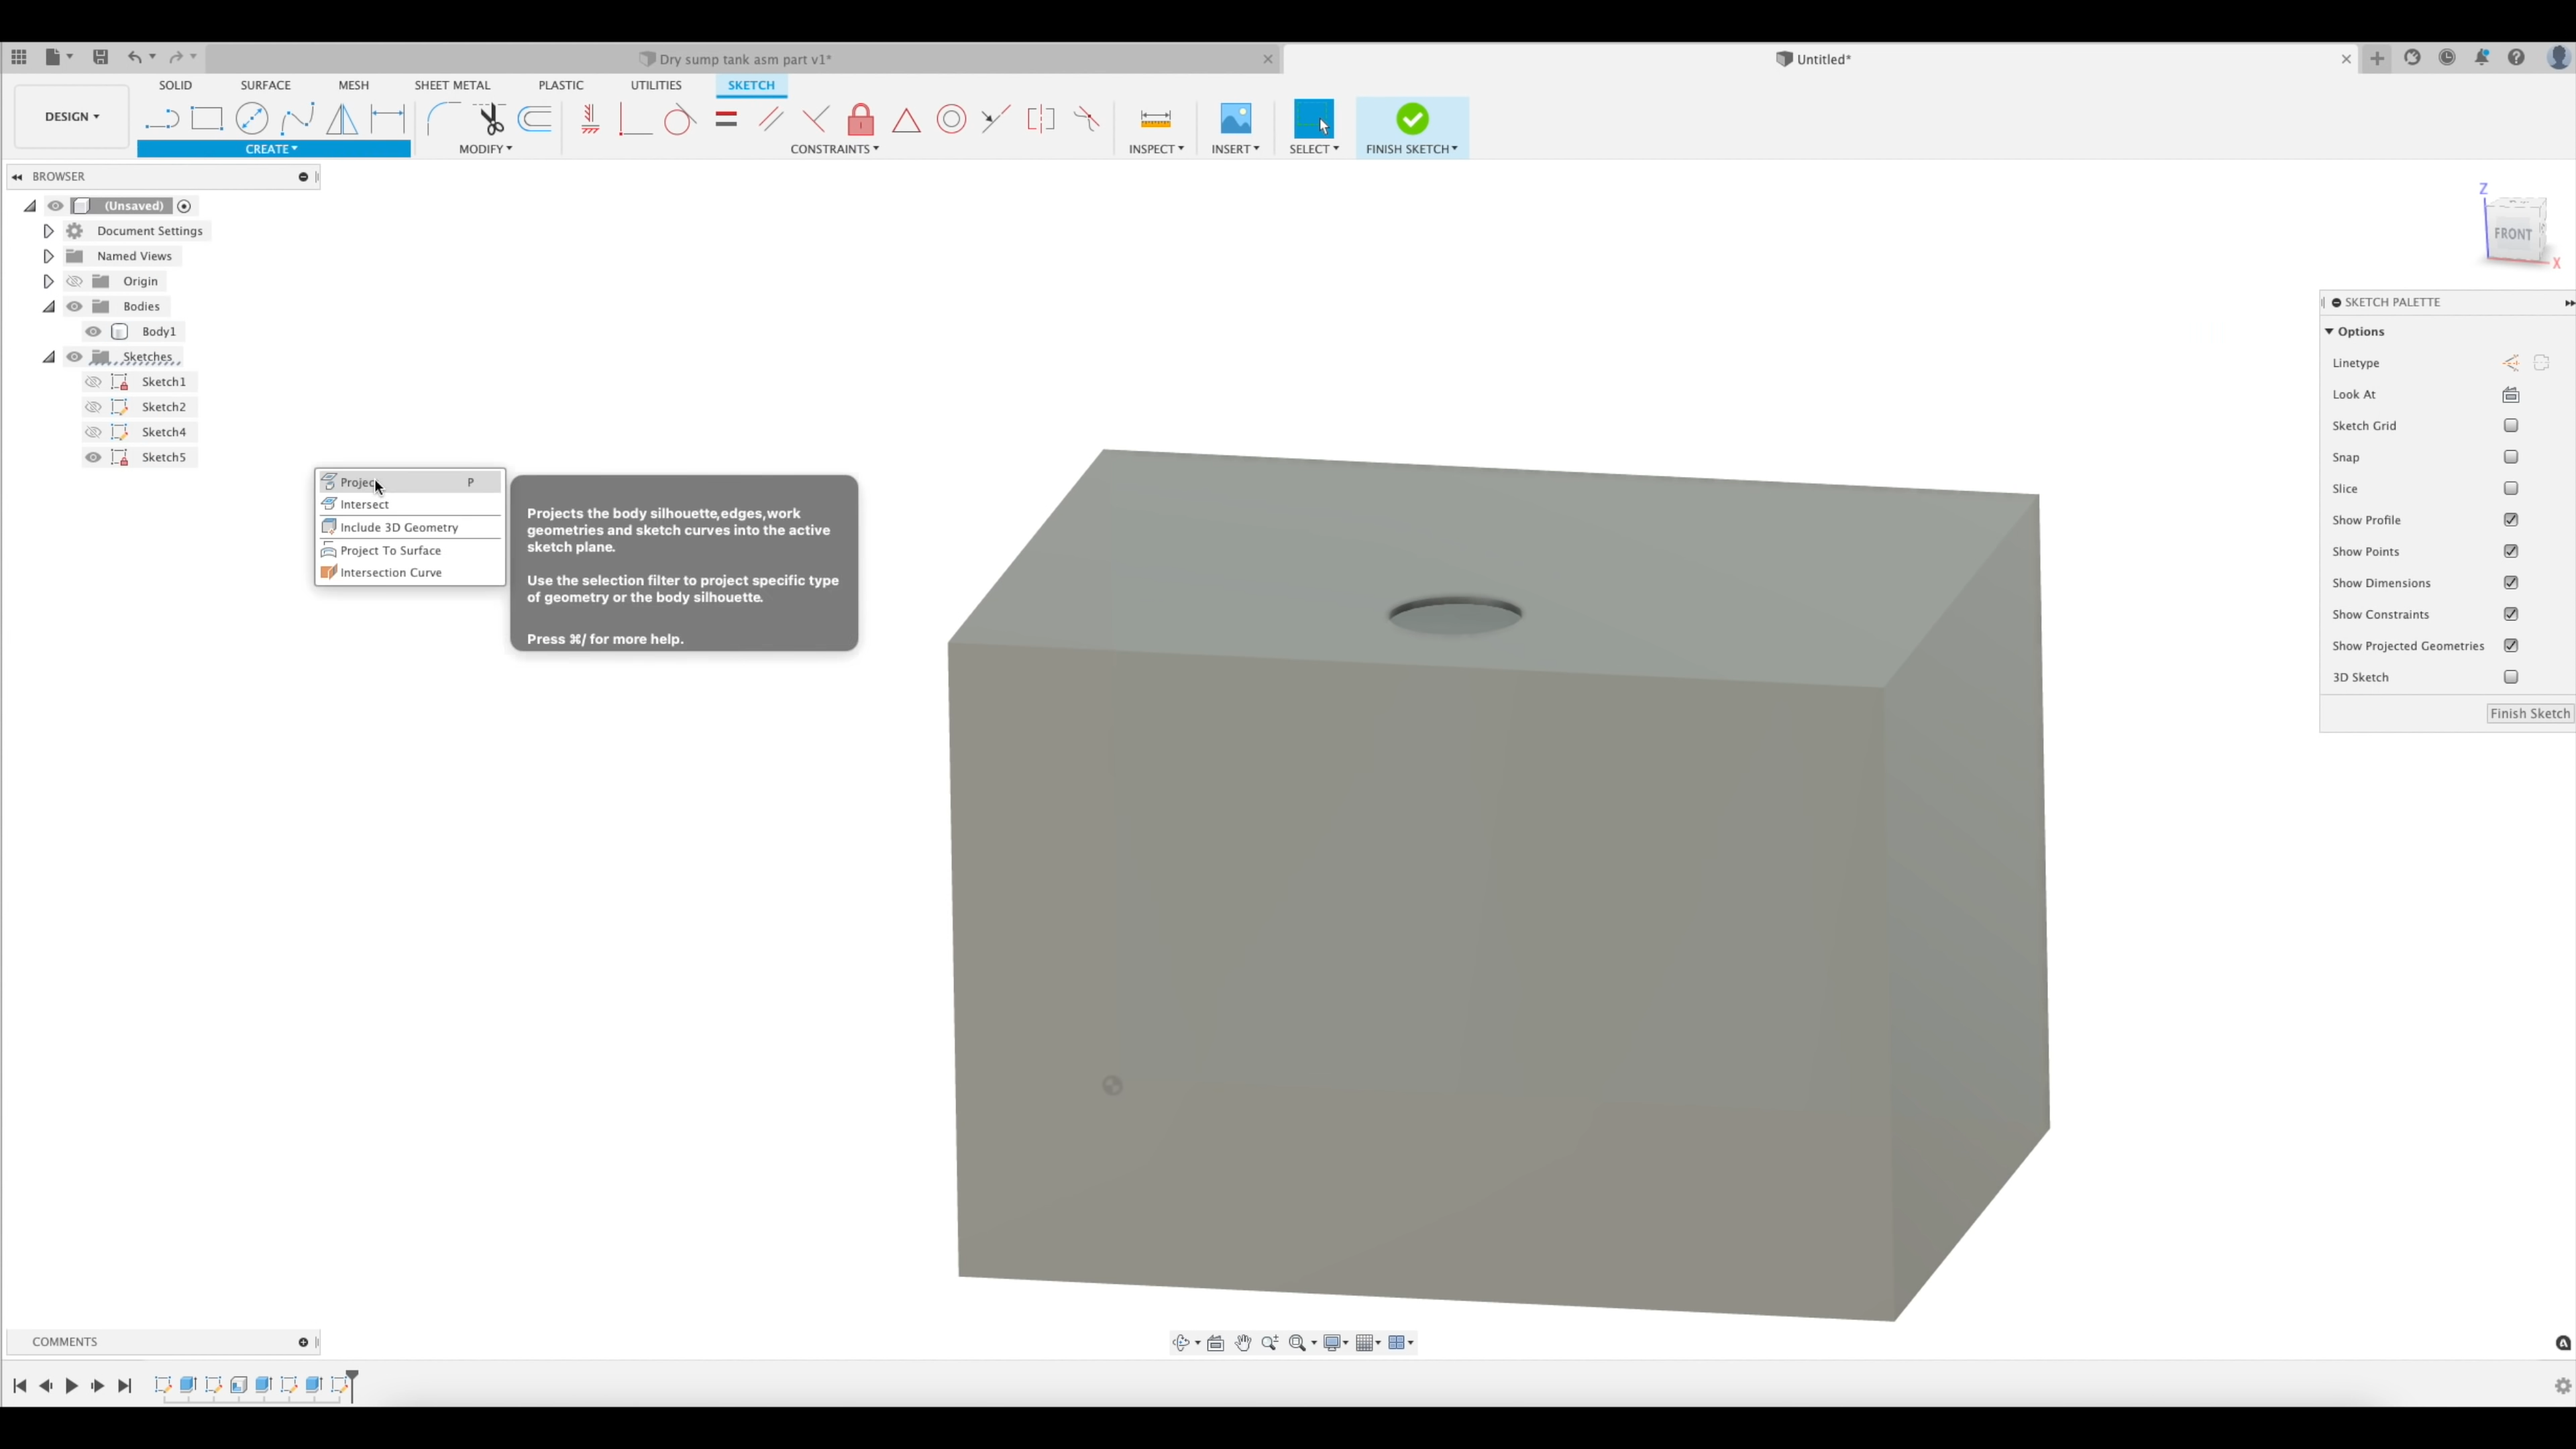 Dry sump tank asm part v1*
Untitled*
DESIGN
SOLID
SURFACE
MESH
SHEET METAL
PLASTIC
UTILITIES
SKETCH
CREATE
MODIFY
CONSTRAINTS
INSPECT
INSERT
SELECT
FINISH SKETCH
BROWSER
(Unsaved)
Document Settings
Named Views
Origin
Bodies
Body1
Sketches
Sketch1
Sketch2
Sketch4
Sketch5
Project P
Intersect
Include 3D Geometry
Project To Surface
Intersection Curve
Projects the body silhouette,edges,work
geometries and sketch curves into the active
sketch plane.
Use the selection filter to project specific type
of geometry or the body silhouette.
Press ⌘/ for more help.
Z
FRONT
X
SKETCH PALETTE
Options
Linetype
Look At
Sketch Grid
Snap
Slice
Show Profile
Show Points
Show Dimensions
Show Constraints
Show Projected Geometries
3D Sketch
Finish Sketch
COMMENTS